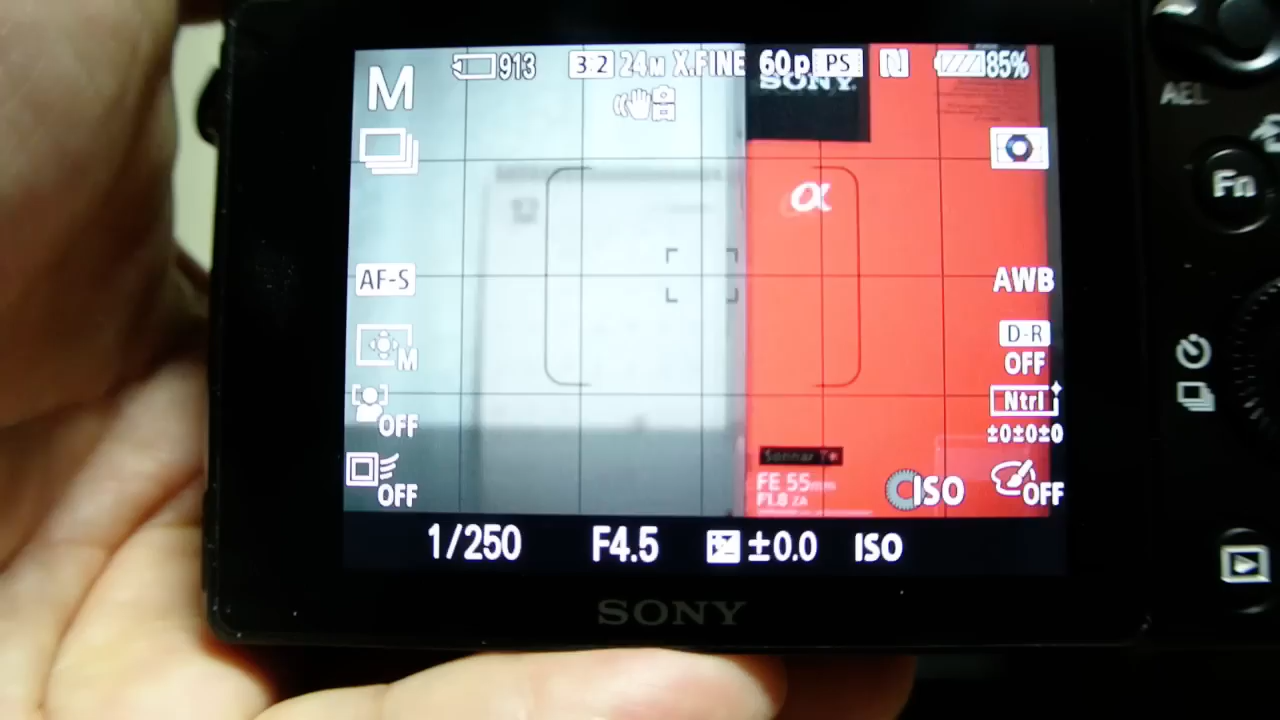 M 913 3:2 24M X.FINE 60p PS N 85%
SONY
AEL
α
Fn
AF-S
AWB
D-R
OFF
M
Ntrl
OFF
±0±0±0
Sonnar T*
FE 55mm
F1.8 ZA
ISO
OFF
OFF
1/250 F4.5 ±0.0 ISO
SONY